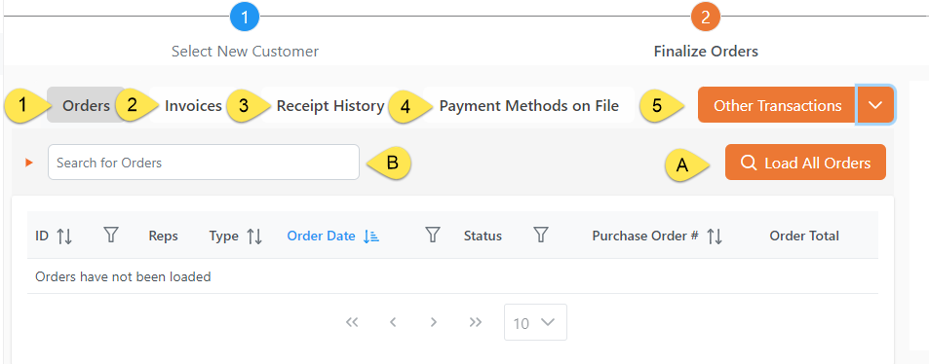 1 2
Select New Customer Finalize Orders
1 Orders 2 Invoices 3 Receipt History 4 Payment Methods on File 5 Other Transactions
Search for Orders B A Load All Orders
ID Reps Type Order Date Status Purchase Order # Order Total
Orders have not been loaded
10